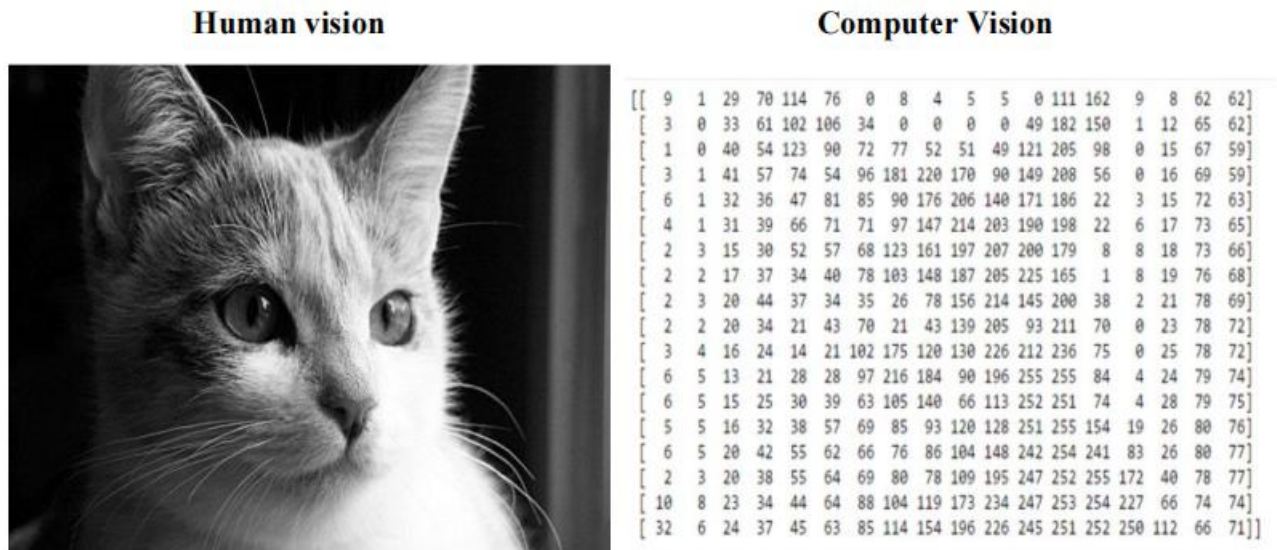 Human vision
Computer Vision
[[ 9 1 29 70 114 76 0 8 4 5 5 0 111 162 9 8 62 62]
[ 3 0 33 61 102 106 34 0 0 0 0 49 182 150 1 12 65 62]
[ 1 0 40 54 123 90 72 77 52 51 49 121 205 98 0 15 67 59]
[ 3 1 41 57 74 54 96 181 220 170 90 149 208 56 0 16 69 59]
[ 6 1 32 36 47 81 85 90 176 206 140 171 186 22 3 15 72 63]
[ 4 1 31 39 66 71 71 97 147 214 203 190 198 22 6 17 73 65]
[ 2 3 15 30 52 57 68 123 161 197 207 200 179 8 8 18 73 66]
[ 2 2 17 37 34 40 78 103 148 187 205 225 165 1 8 19 76 68]
[ 2 3 20 44 37 34 35 26 78 156 214 145 200 38 2 21 78 69]
[ 2 2 20 34 21 43 70 21 43 139 205 93 211 70 0 23 78 72]
[ 3 4 16 24 14 21 102 175 120 130 226 212 236 75 0 25 78 72]
[ 6 5 13 21 28 28 97 216 184 90 196 255 255 84 4 24 79 74]
[ 6 5 15 25 30 39 63 105 140 66 113 252 251 74 4 28 79 75]
[ 5 5 16 32 38 57 69 85 93 120 128 251 255 154 19 26 80 76]
[ 6 5 20 42 55 62 66 76 86 104 148 242 254 241 83 26 80 77]
[ 2 3 20 38 55 64 69 80 78 109 195 247 252 255 172 40 78 77]
[ 10 8 23 34 44 64 88 104 119 173 234 247 253 254 227 66 74 74]
[ 32 6 24 37 45 63 85 114 154 196 226 245 251 252 250 112 66 71]]